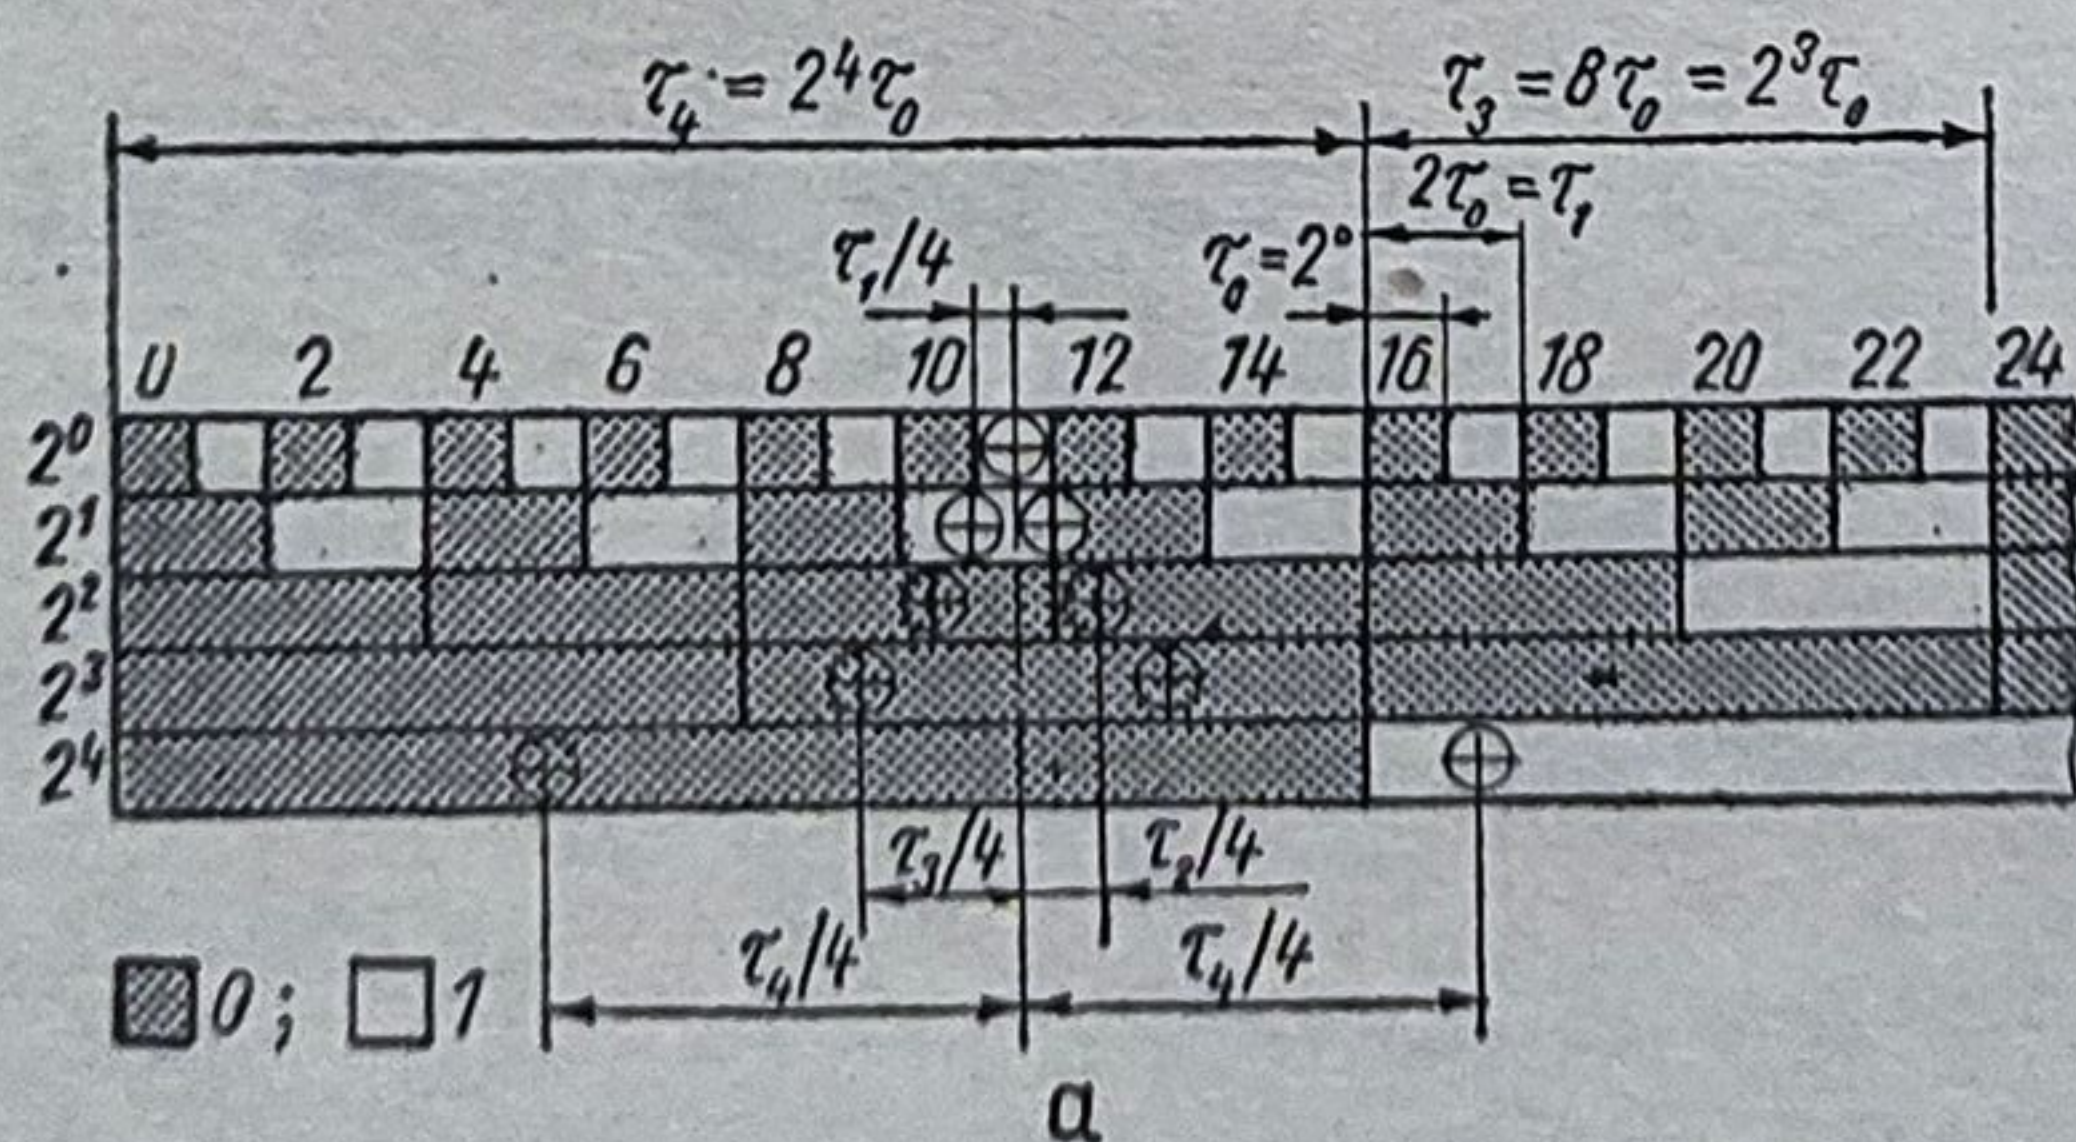 τ₄ = 2⁴τ₀
τ₃ = 8τ₀ = 2³τ₀
2τ₀ = τ₁
τ₁/4
τ₀ = 2⁰
0 2 4 6 8 10 12 14 16 18 20 22 24
2⁰
2¹
2²
2³
2⁴
τ₃/4 τ₂/4
τ₄/4 τ₄/4
0; 1
a